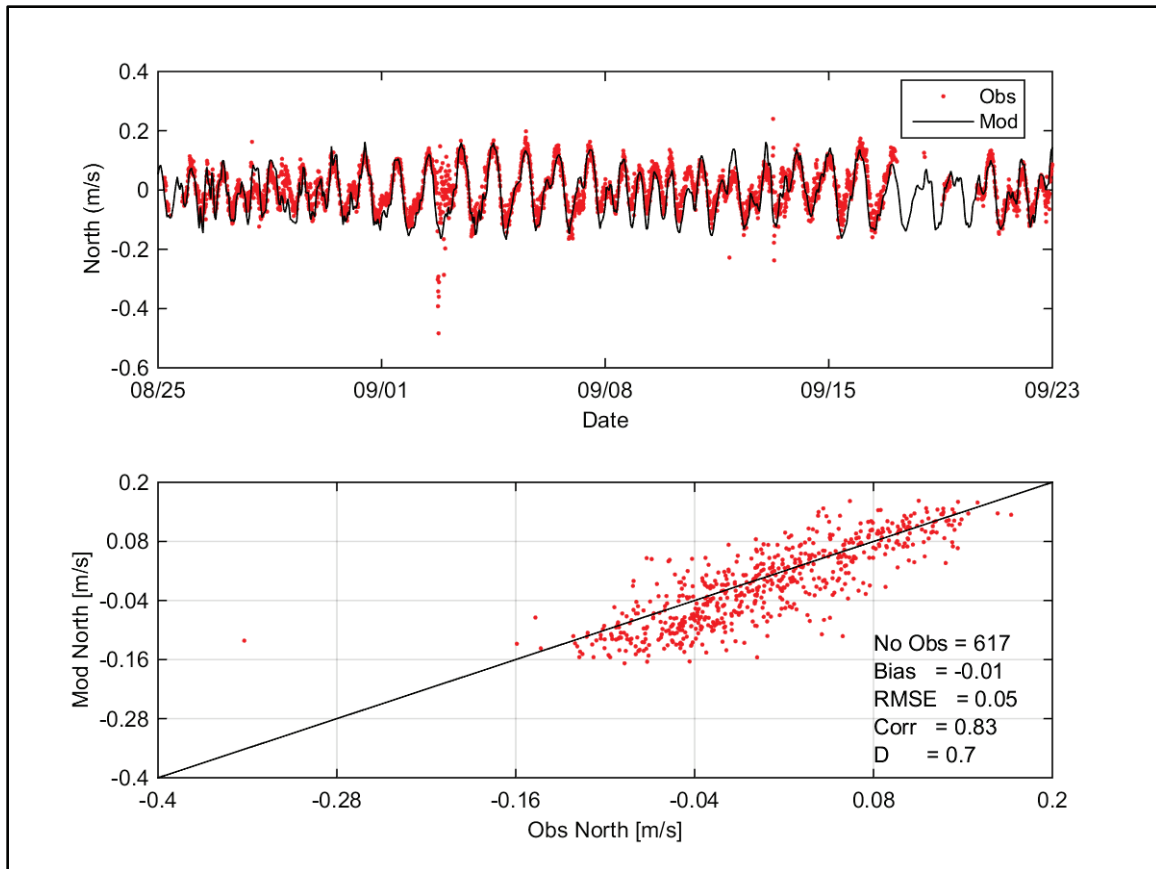 0.4
0.2
0
-0.2
-0.4
-0.6
North (m/s)
Obs
Mod
08/25 09/01 09/08 09/15 09/23
Date
0.2
0.08
-0.04
-0.16
-0.28
-0.4
Mod North [m/s]
No Obs = 617
Bias = -0.01
RMSE = 0.05
Corr = 0.83
D = 0.7
-0.4 -0.28 -0.16 -0.04 0.08 0.2
Obs North [m/s]